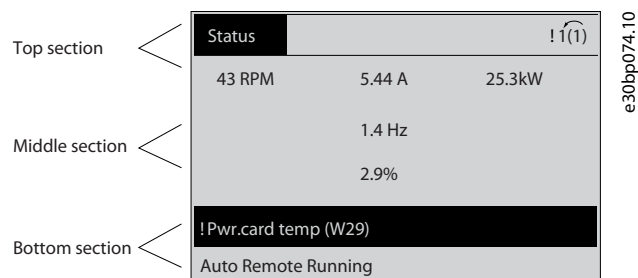 Status !1(1)
Top section
43 RPM 5.44 A 25.3kW
1.4 Hz
Middle section
2.9%
!Pwr.card temp (W29)
Bottom section
Auto Remote Running
e30bp074.10